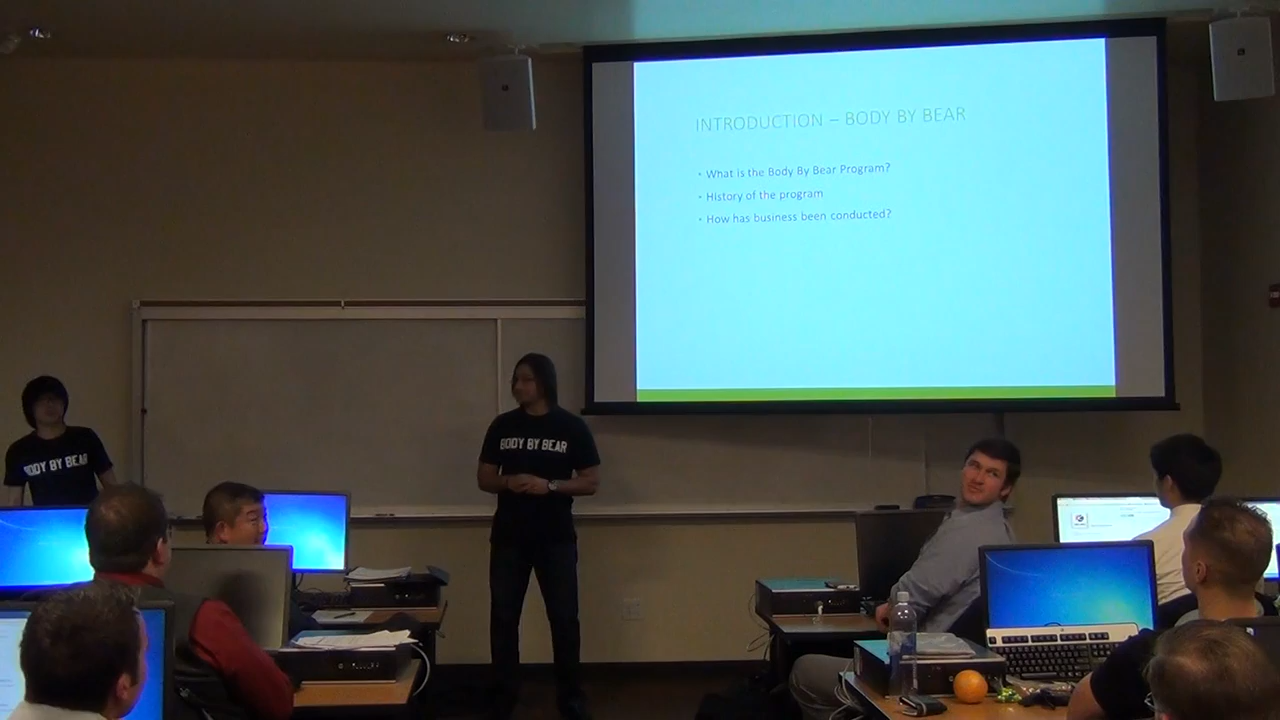 INTRODUCTION – BODY BY BEAR
• What is the Body By Bear Program?
• History of the program
• How has business been conducted?
BODY BY BEAR
BODY BY BEAR